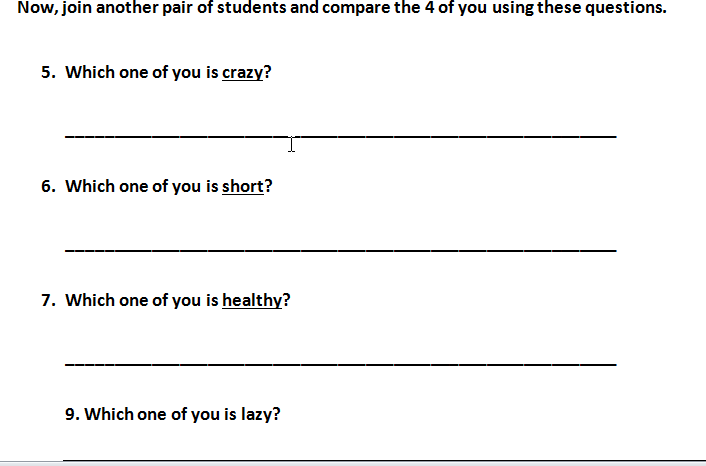 Now, join another pair of students and compare the 4 of you using these questions.
5. Which one of you is crazy?
6. Which one of you is short?
7. Which one of you is healthy?
9. Which one of you is lazy?